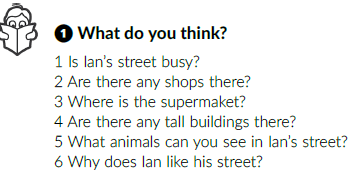 1 What do you think?
1 Is Ian's street busy?
2 Are there any shops there?
3 Where is the supermaket?
4 Are there any tall buildings there?
5 What animals can you see in Ian's street?
6 Why does Ian like his street?